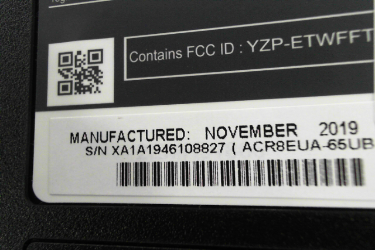 Contains FCC ID : YZP-ETWFFT
MANUFACTURED: NOVEMBER 2019
S/N XA1A1946108827 ( ACR8EUA-65UB